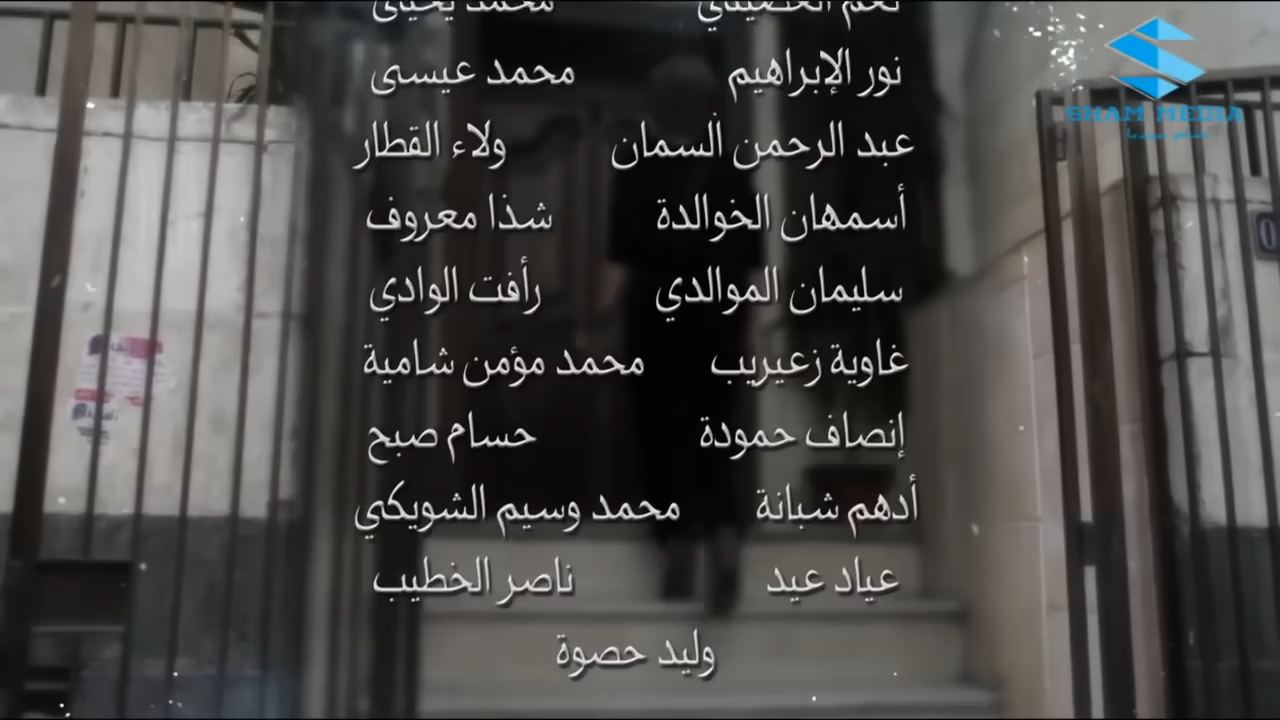 محمد يحيى
نور الإبراهيم محمد عيسى
عبد الرحمن السمان ولاء القطار
أسمهان الخوالدة شذا معروف
سليمان الموالدي رأفت الوادي
غاوية زعيريب محمد مؤمن شامية
إنصاف حمودة حسام صبح
أدهم شبانة محمد وسيم الشويكي
عياد عيد ناصر الخطيب
وليد حصوة
SHAM MEDIA